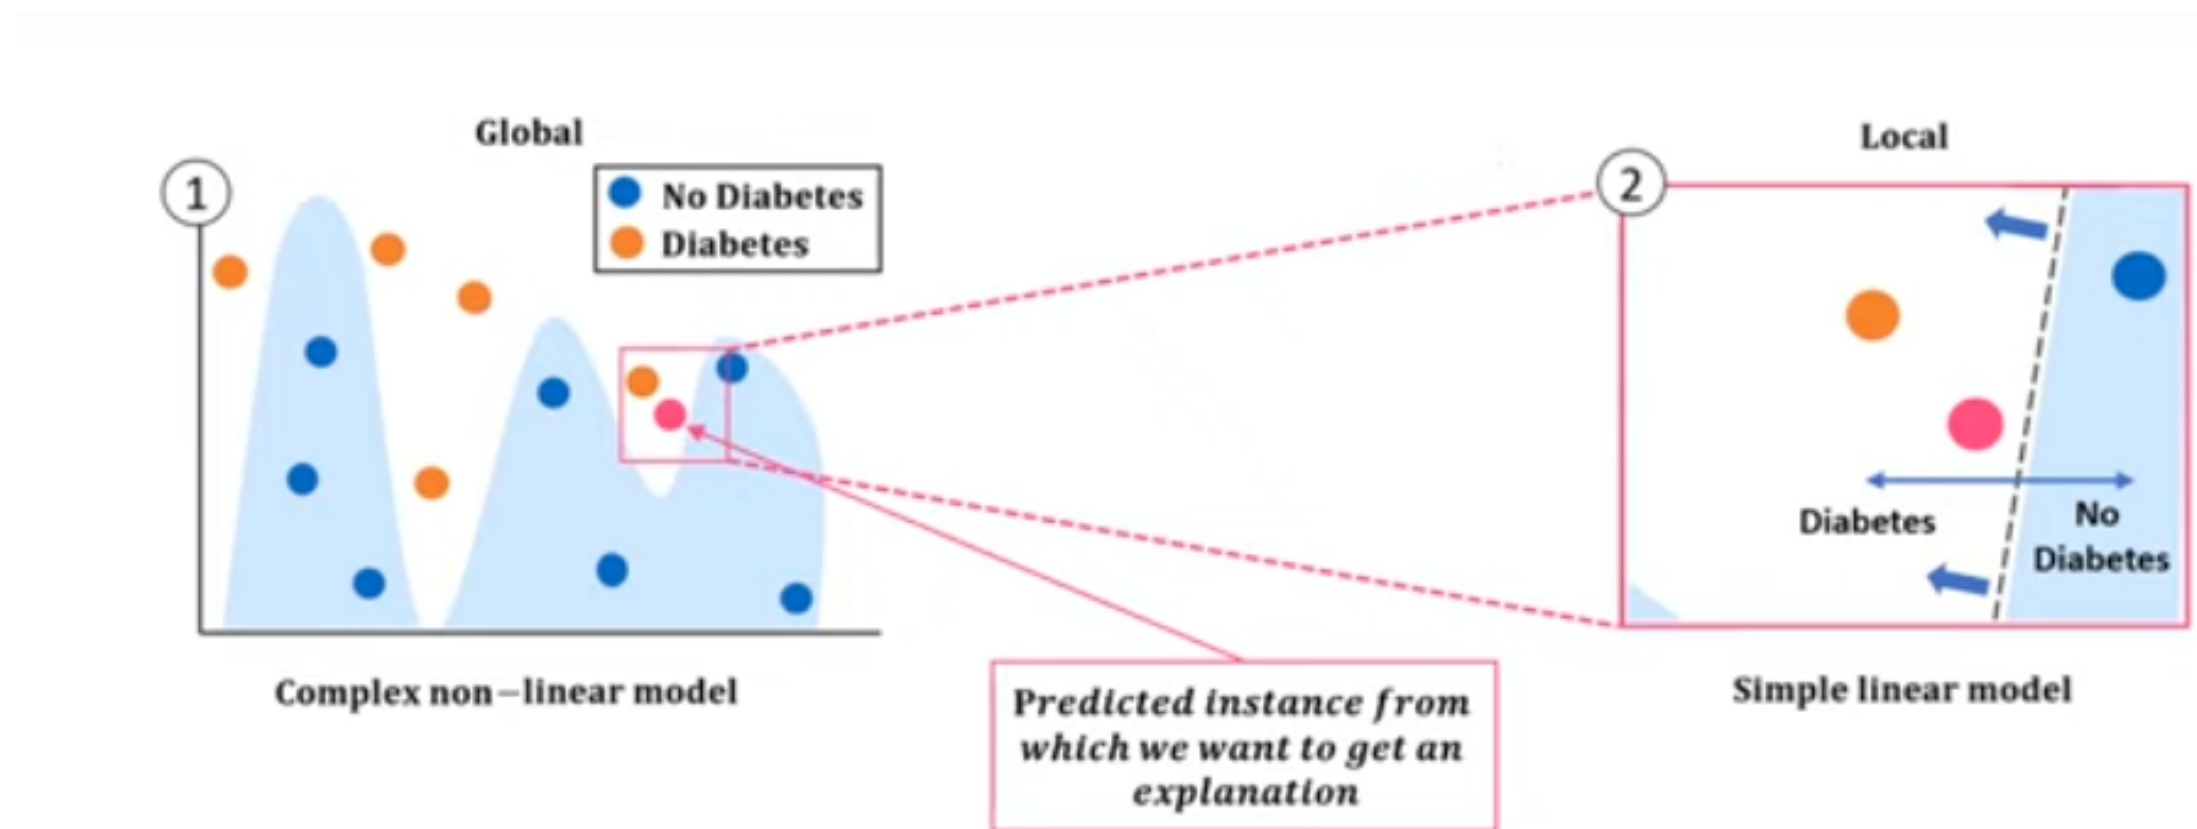 Global
1
No Diabetes
Diabetes
Complex non−linear model
Predicted instance from
which we want to get an
explanation
Local
2
Diabetes
No
Diabetes
Simple linear model